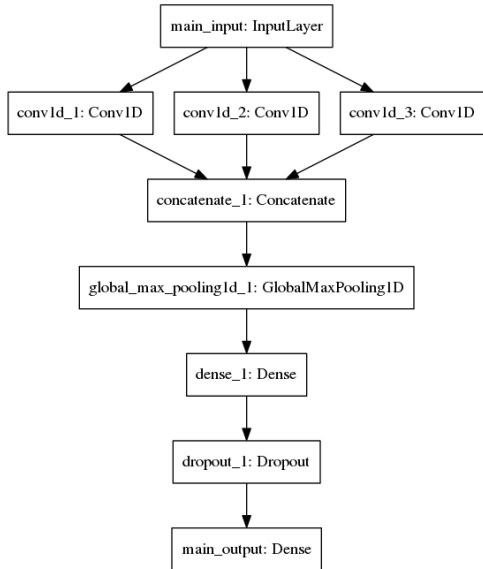 main_input: InputLayer
conv1d_1: Conv1D
conv1d_2: Conv1D
conv1d_3: Conv1D
concatenate_1: Concatenate
global_max_pooling1d_1: GlobalMaxPooling1D
dense_1: Dense
dropout_1: Dropout
main_output: Dense